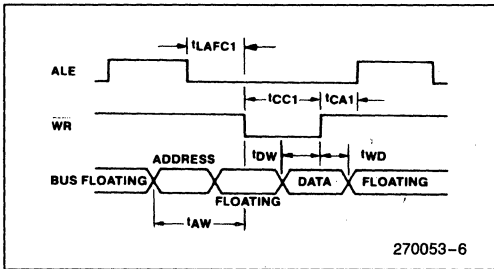 tLAFC1
ALE
tCC1 tCA1
WR
ADDRESS tDW tWD
BUS FLOATING DATA FLOATING
FLOATING
tAW
270053-6